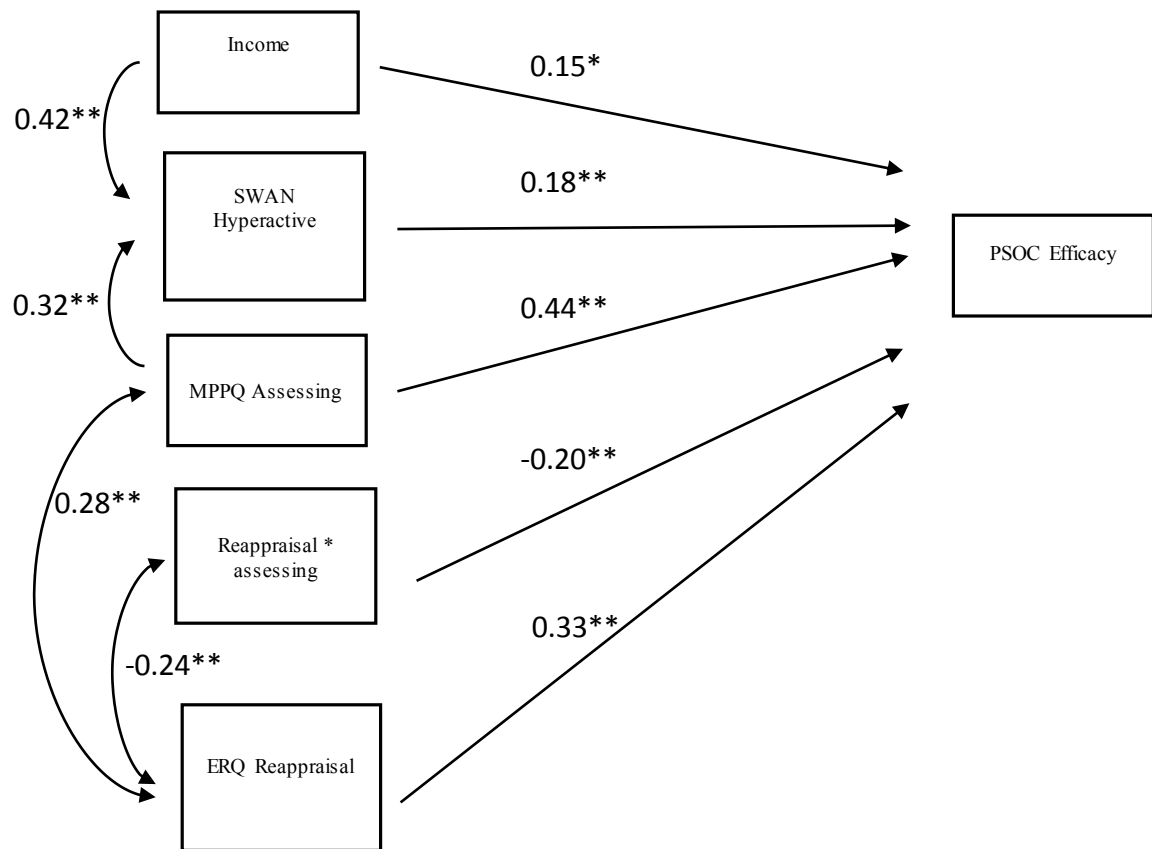 Income
0.15*
0.42**
SWAN
Hyperactive
0.18**
PSOC Efficacy
0.32**
0.44**
MPPQ Assessing
-0.20**
0.28**
Reappraisal *
assessing
0.33**
-0.24**
ERQ Reappraisal